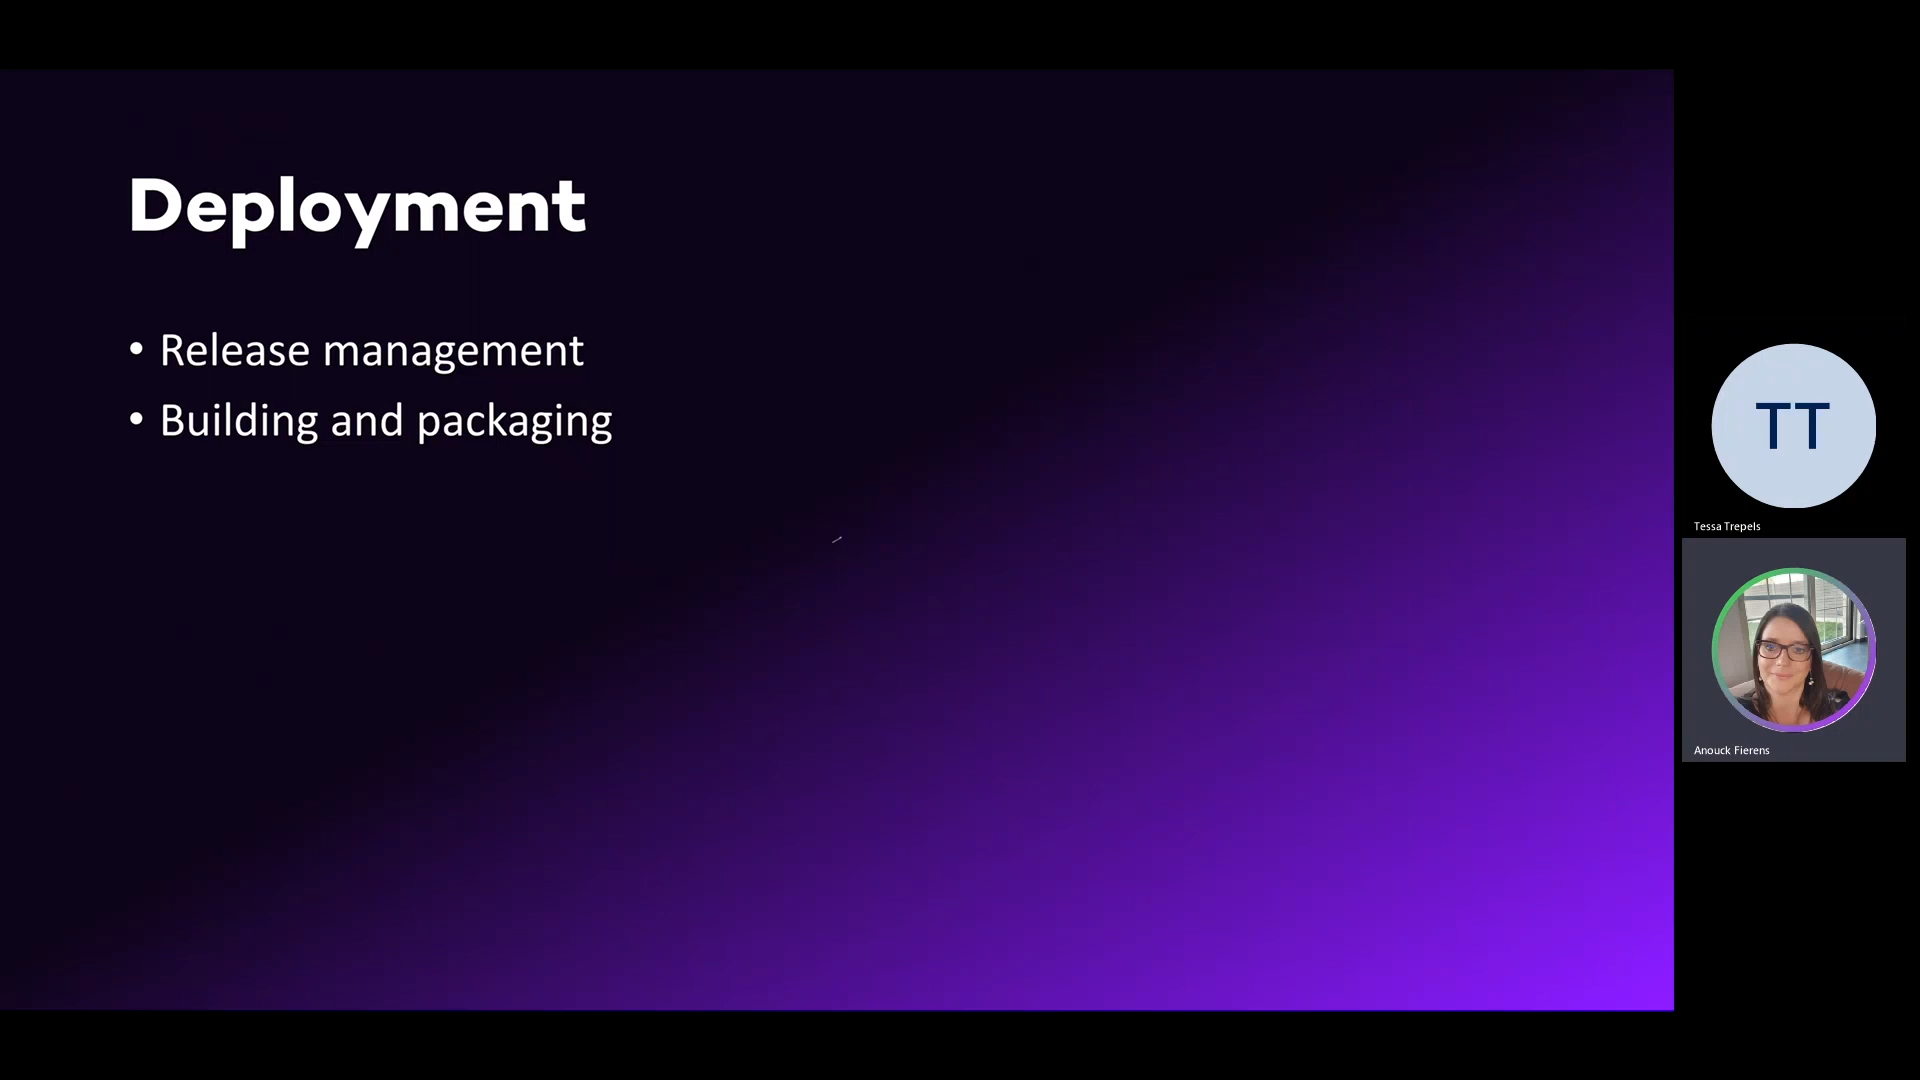 Deployment
• Release management
• Building and packaging
TT
Tessa Trepels
Anouck Fierens